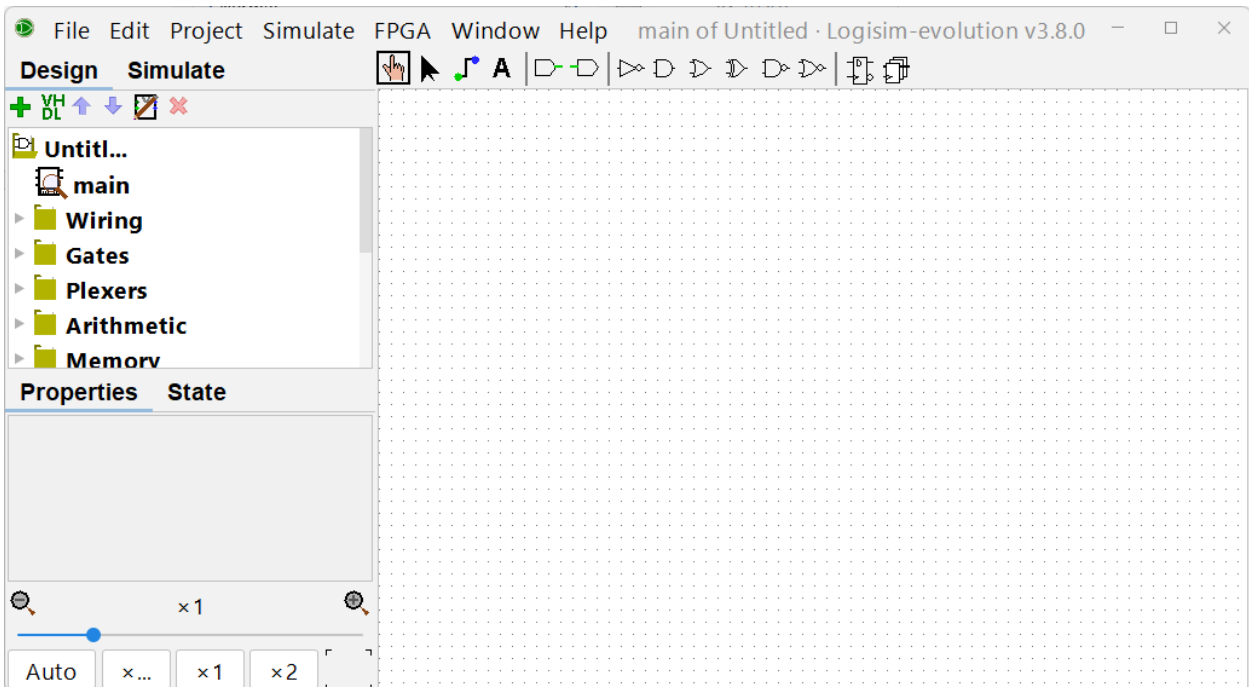 File Edit Project Simulate FPGA Window Help main of Untitled · Logisim-evolution v3.8.0
Design Simulate
A
VH
DL
Untitl...
main
Wiring
Gates
Plexers
Arithmetic
Memory
Properties State
×1
Auto ×... ×1 ×2